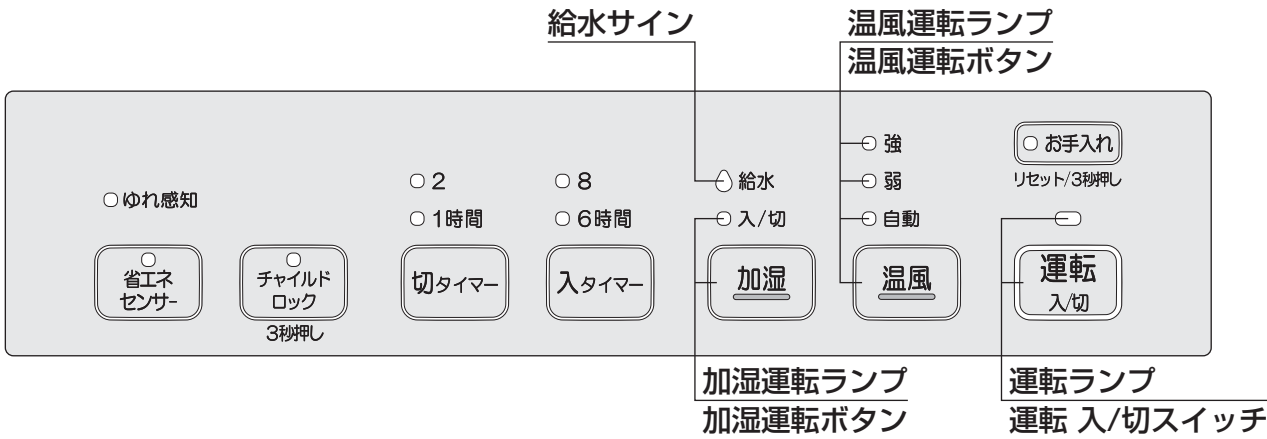 給水サイン
温風運転ランプ
温風運転ボタン
強
お手入れ
リセット/3秒押し
ゆれ感知
2
8
給水
弱
1時間
6時間
入/切
自動
省エネ
センサー
チャイルド
ロック
3秒押し
切タイマー
入タイマー
加湿
温風
運転
入/切
加湿運転ランプ
加湿運転ボタン
運転ランプ
運転 入/切スイッチ